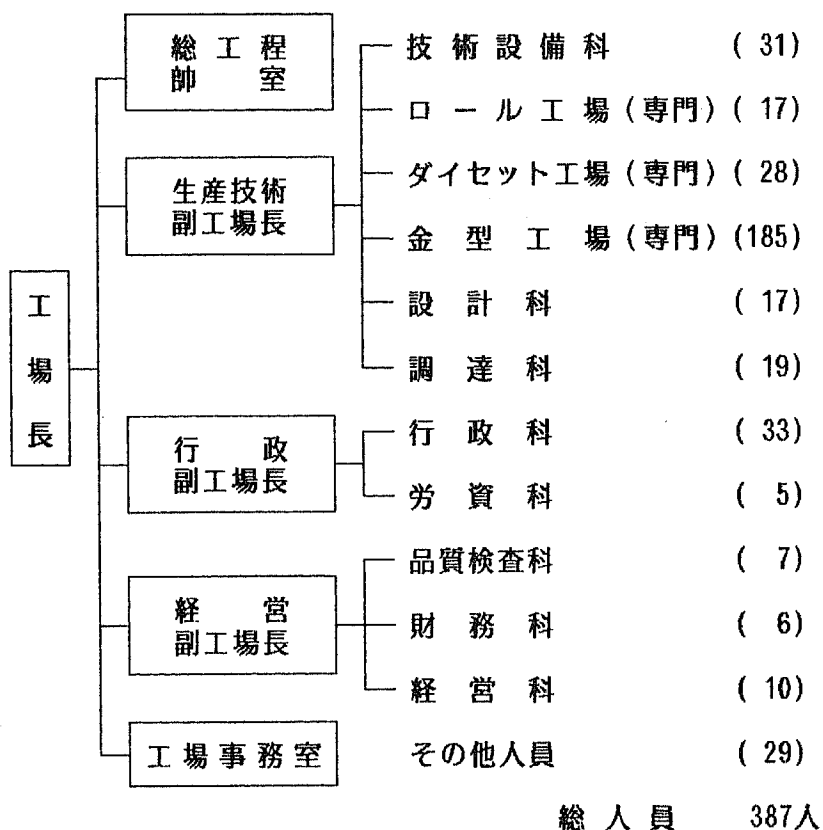 工場長
総工程
帥室
生産技術
副工場長
行政
副工場長
経営
副工場長
工場事務室
技術設備科 ( 31)
ロール工場(専門) ( 17)
ダイセット工場(専門) ( 28)
金型工場(専門) (185)
設計科 ( 17)
調達科 ( 19)
行政科 ( 33)
労資科 ( 5)
品質検査科 ( 7)
財務科 ( 6)
経営科 ( 10)
その他人員 ( 29)
総人員 387人